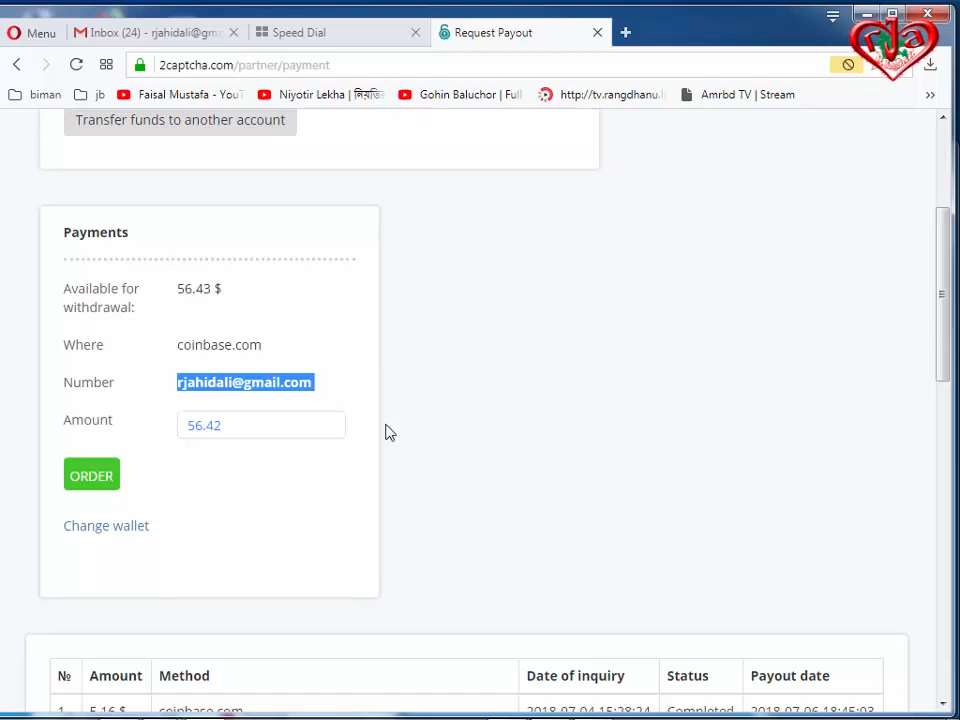 Menu
Inbox (24) - rjahidali@gm
Speed Dial
Request Payout
rja
2captcha.com/partner/payment
biman
jb
Faisal Mustafa - You
Niyotir Lekha |
Gohin Baluchor | Full
http://tv.rangdhanu.l
Amrbd TV | Stream
Transfer funds to another account
Payments
Available for withdrawal:
56.43 $
Where
coinbase.com
Number
rjahidali@gmail.com
Amount
56.42
ORDER
Change wallet
№ Amount Method Date of inquiry Status Payout date
1 5.16 $ coinbase.com 2018-07-04 15:28:24 Completed 2018-07-06 18:45:03